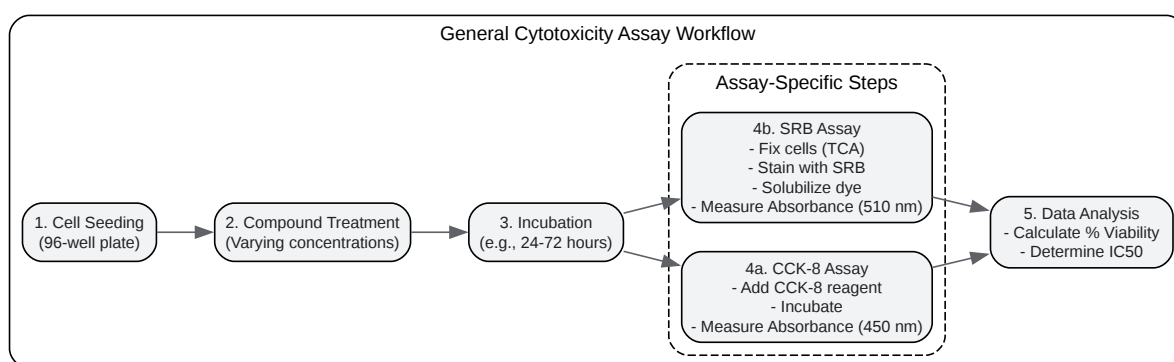 General Cytotoxicity Assay Workflow
Assay-Specific Steps
1. Cell Seeding
(96-well plate)
2. Compound Treatment
(Varying concentrations)
3. Incubation
(e.g., 24-72 hours)
4b. SRB Assay
- Fix cells (TCA)
- Stain with SRB
- Solubilize dye
- Measure Absorbance (510 nm)
4a. CCK-8 Assay
- Add CCK-8 reagent
- Incubate
- Measure Absorbance (450 nm)
5. Data Analysis
- Calculate % Viability
- Determine IC50